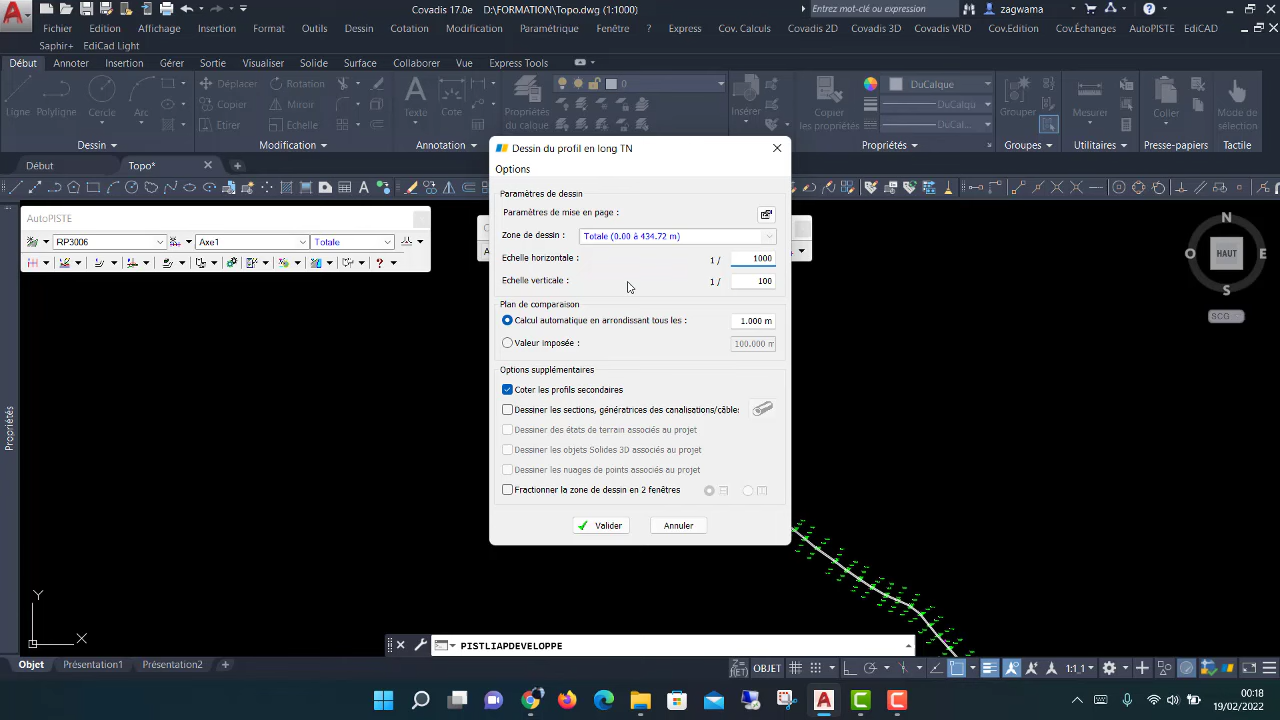 Covadis 17.0e D:\FORMATION\Topo.dwg (1:1000)
Entrez mot-clé ou expression
zagwama
Fichier Edition Affichage Insertion Format Outils Dessin Cotation Modification Paramétrique Fenêtre Express Cov. Calculs Covadis 2D Covadis 3D Covadis VRD Cov. Edition AutoPISTE EdiCAD
Saphir+ EdiCad Labels
Début Annoter Insertion Gérer Sortie Visualiser Solide Surface Collaborer Vue Express Tools
Ligne Polyligne Cercle Arc
Copier
Miroir
Etirer
Echelle
Texte
Propriétés du calque
0
Insérer
Copier les propriétés
DuCalque
DuCalqu
DuCal...
Groupe
Mesurer
Coller
Mode de sélection
Dessin
Annotation
Propriétés
Groupes
Utilitaires
Presse-papiers
Début Topo*
Dessin du profil en long TN
Options
Paramètres de dessin
Paramètres de mise en page :
Zone de dessin : Totale (0.00 à 434.72 m)
Echelle horizontale : 1 / 1000
Echelle verticale : 1 / 100
Plan de comparaison
Calcul automatique en arrondissant tous les : 1.000 m
Valeur imposée : 100.000 m
Options supplémentaires
Coter les profils secondaires
Dessiner les sections, génératrices des canalisations/câble:
Dessiner des états de terrain associés au projet
Dessiner les objets Solides 3D associés au projet
Dessiner les nuages de points associés au projet
Fractionner la zone de dessin en 2 fenêtres
Valider Annuler
AutoPISTE
RP3006 Axe1 Totale
N
O HAUT E
S
SCG
Propriétés
Y
X
PISTLIAPDEVELOPPE
Objet Présentation1 Présentation2
OBJET
1:1
00:18
19/02/2022